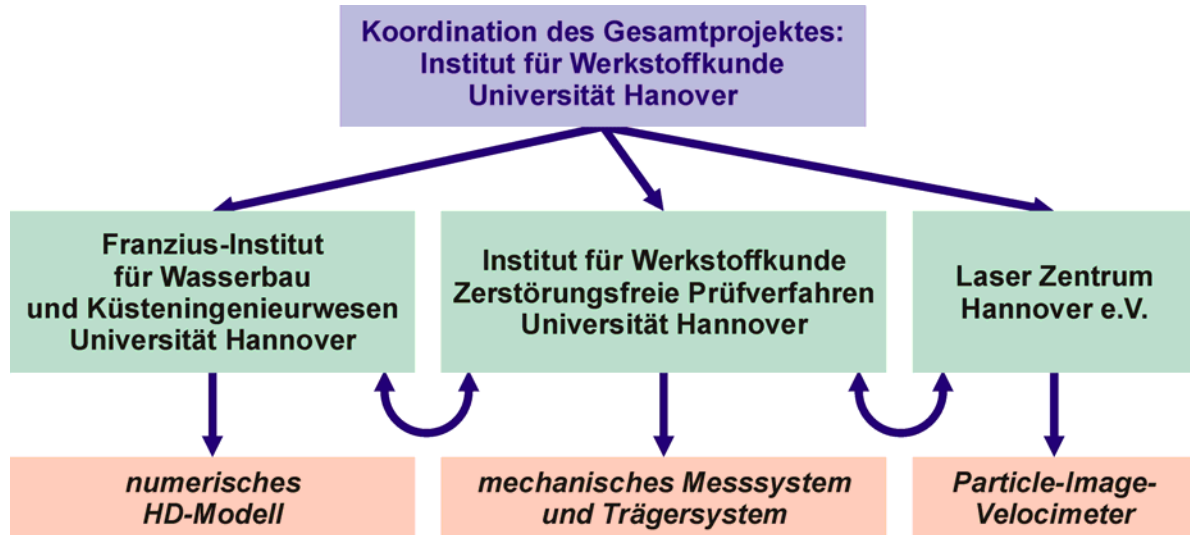 Koordination des Gesamtprojektes:
Institut für Werkstoffkunde
Universität Hanover
Franzius-Institut
für Wasserbau
und Küsteningenieurwesen
Universität Hannover
Institut für Werkstoffkunde
Zerstörungsfreie Prüfverfahren
Universität Hannover
Laser Zentrum
Hannover e.V.
numerisches
HD-Modell
mechanisches Messsystem
und Trägersystem
Particle-Image-
Velocimeter